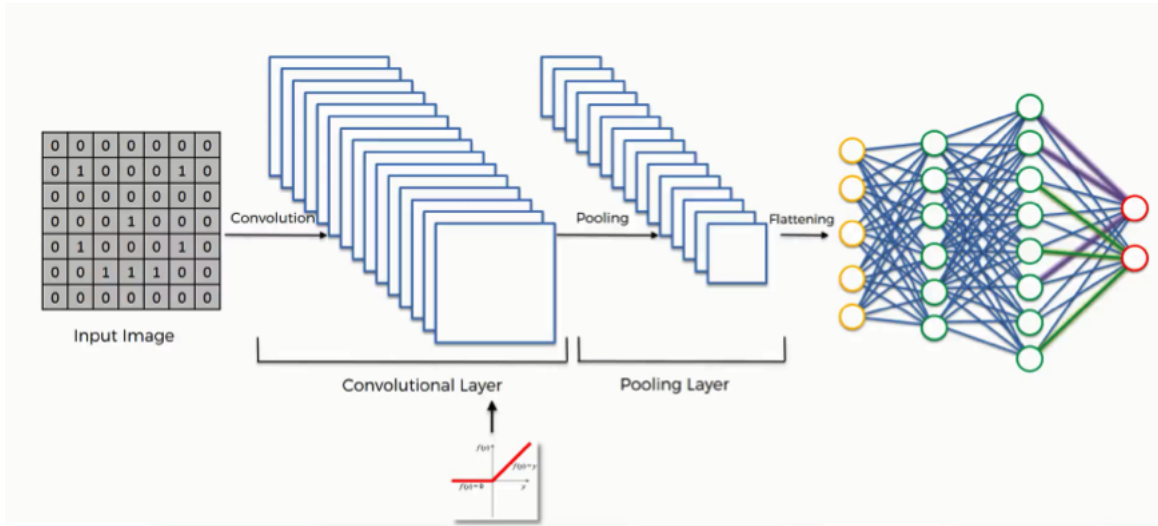 0 0 0 0 0 0 0
0 1 0 0 0 1 0
0 0 0 0 0 0 0
0 0 0 1 0 0 0
0 1 0 0 0 1 0
0 0 1 1 1 0 0
0 0 0 0 0 0 0
Input Image
Convolution
Pooling
Flattening
Convolutional Layer
Pooling Layer
f(y)
f(y)=y
f(y)=0
y